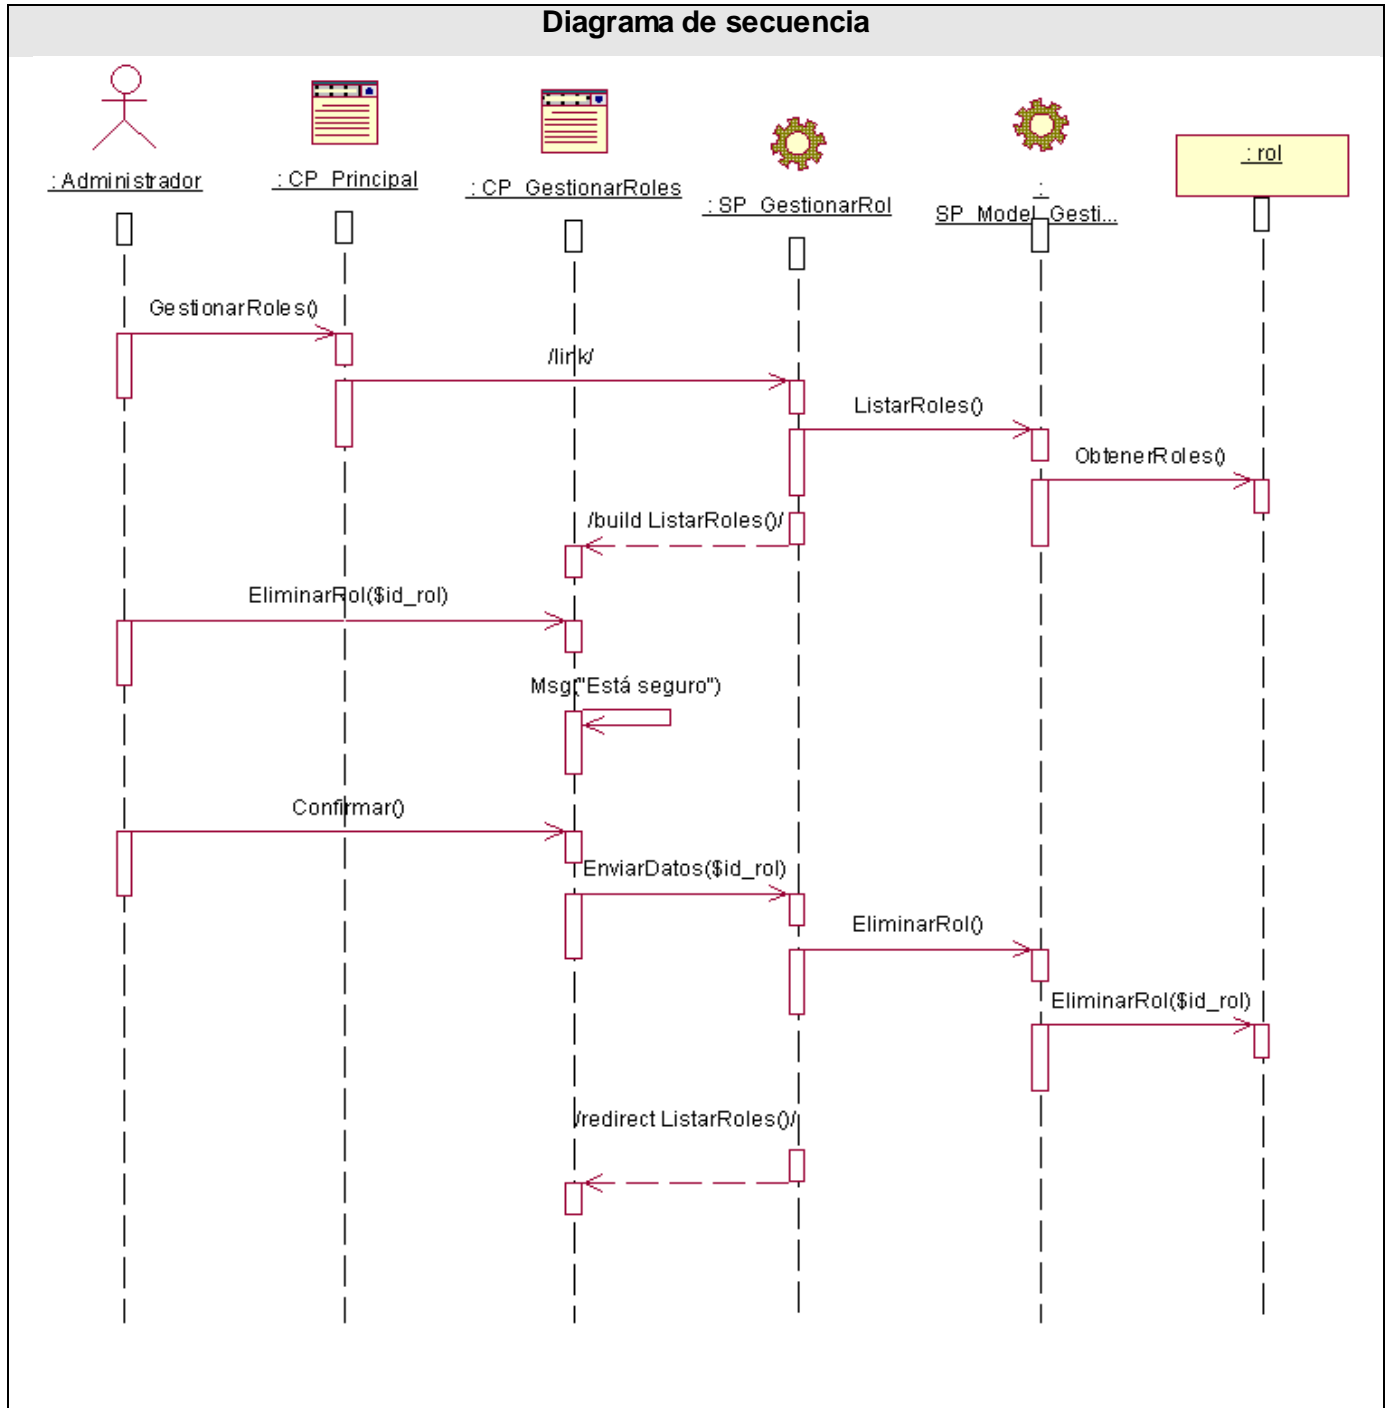 Diagrama de secuencia
: Administrador
: CP_Principal
: CP_GestionarRoles
: SP_GestionarRol
:
SP_Model_Gesti...
: rol
GestionarRoles()
/link/
ListarRoles()
ObtenerRoles()
/build ListarRoles()/
EliminarRol($id_rol)
Msg("Está seguro")
Confirmar()
EnviarDatos($id_rol)
EliminarRol()
EliminarRol($id_rol)
/redirect ListarRoles()/